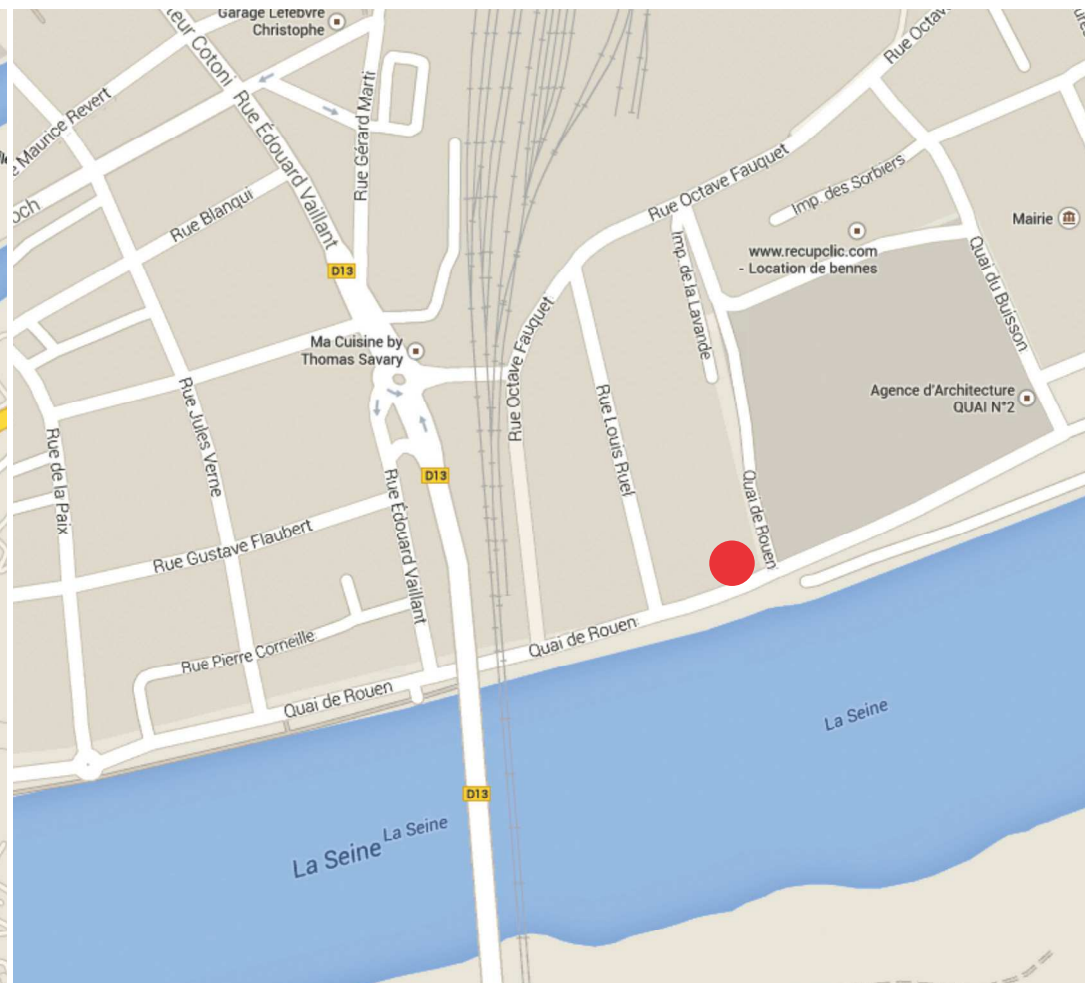 Garage Lefebvre
Christophe
teur Cotoni
Rue Édouard Vaillant
Rue Gérard Marti
Maurice Revert
och
Rue Blanqui
D13
Rue Octave Fauquet
Rue Octav
Imp. des Sorbiers
Mairie
www.recupclic.com
- Location de bennes
Imp. de la Lavande
Quai du Buisson
Ma Cuisine by
Thomas Savary
Rue Octave Fauquet
Rue Louis Ruel
Agence d'Architecture
QUAI N°2
Rue Jules Verne
Rue de la Paix
D13
Rue Édouard Vaillant
Rue Gustave Flaubert
Quai de Rouen
Rue Pierre Corneille
Quai de Rouen
Quai de Rouen
La Seine
D13
La Seine
La Seine